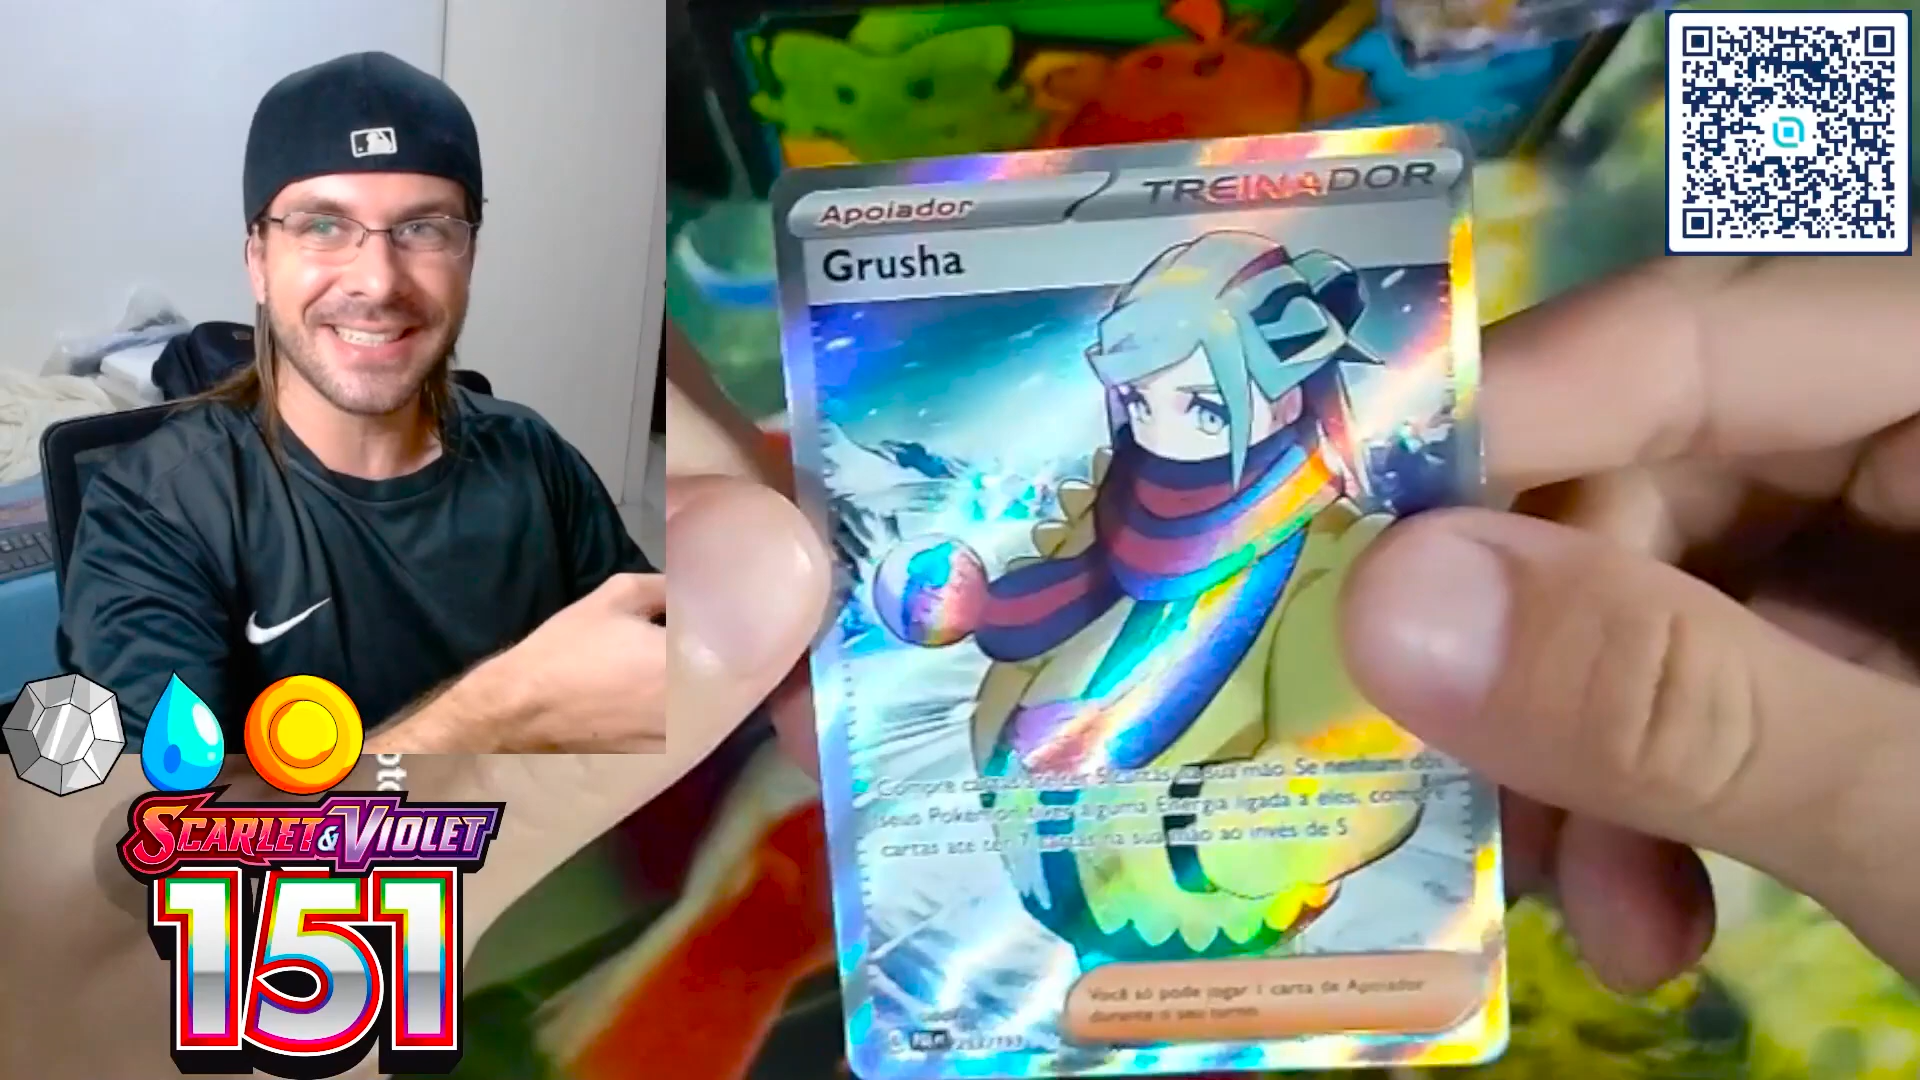 Apoiador
TREINADOR
Grusha
Compre cartas até ter 5 cartas na sua mão. Se nenhum dos
seus Pokémon tiver alguma Energia ligada a eles, compre
cartas até ter 7 cartas na sua mão ao invés de 5
Você só pode jogar 1 carta de Apoiador
durante o seu turno.
SCARLET & VIOLET
151